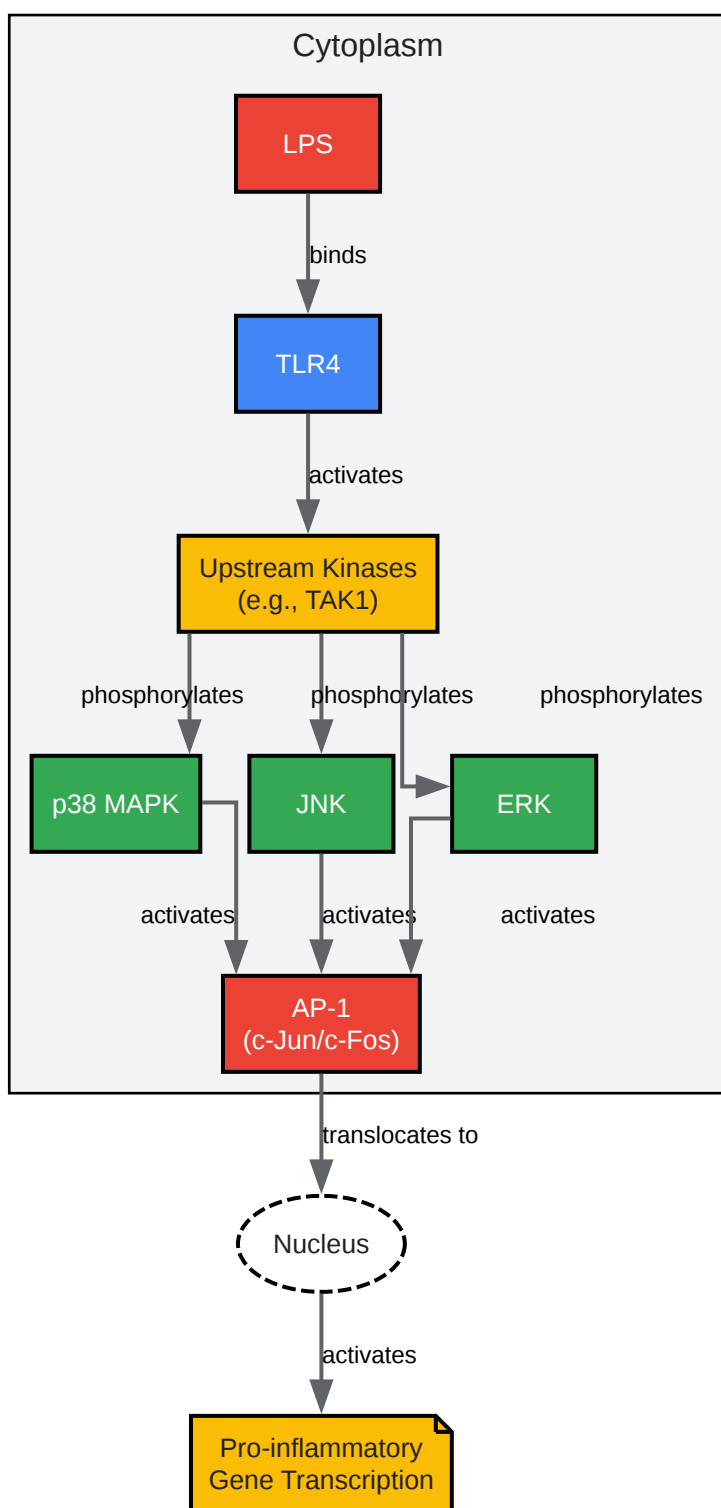 Cytoplasm
LPS
binds
TLR4
activates
Upstream Kinases
(e.g., TAK1)
phosphorylates
phosphorylates
phosphorylates
p38 MAPK
JNK
ERK
activates
activates
activates
AP-1
(c-Jun/c-Fos)
translocates to
Nucleus
activates
Pro-inflammatory
Gene Transcription